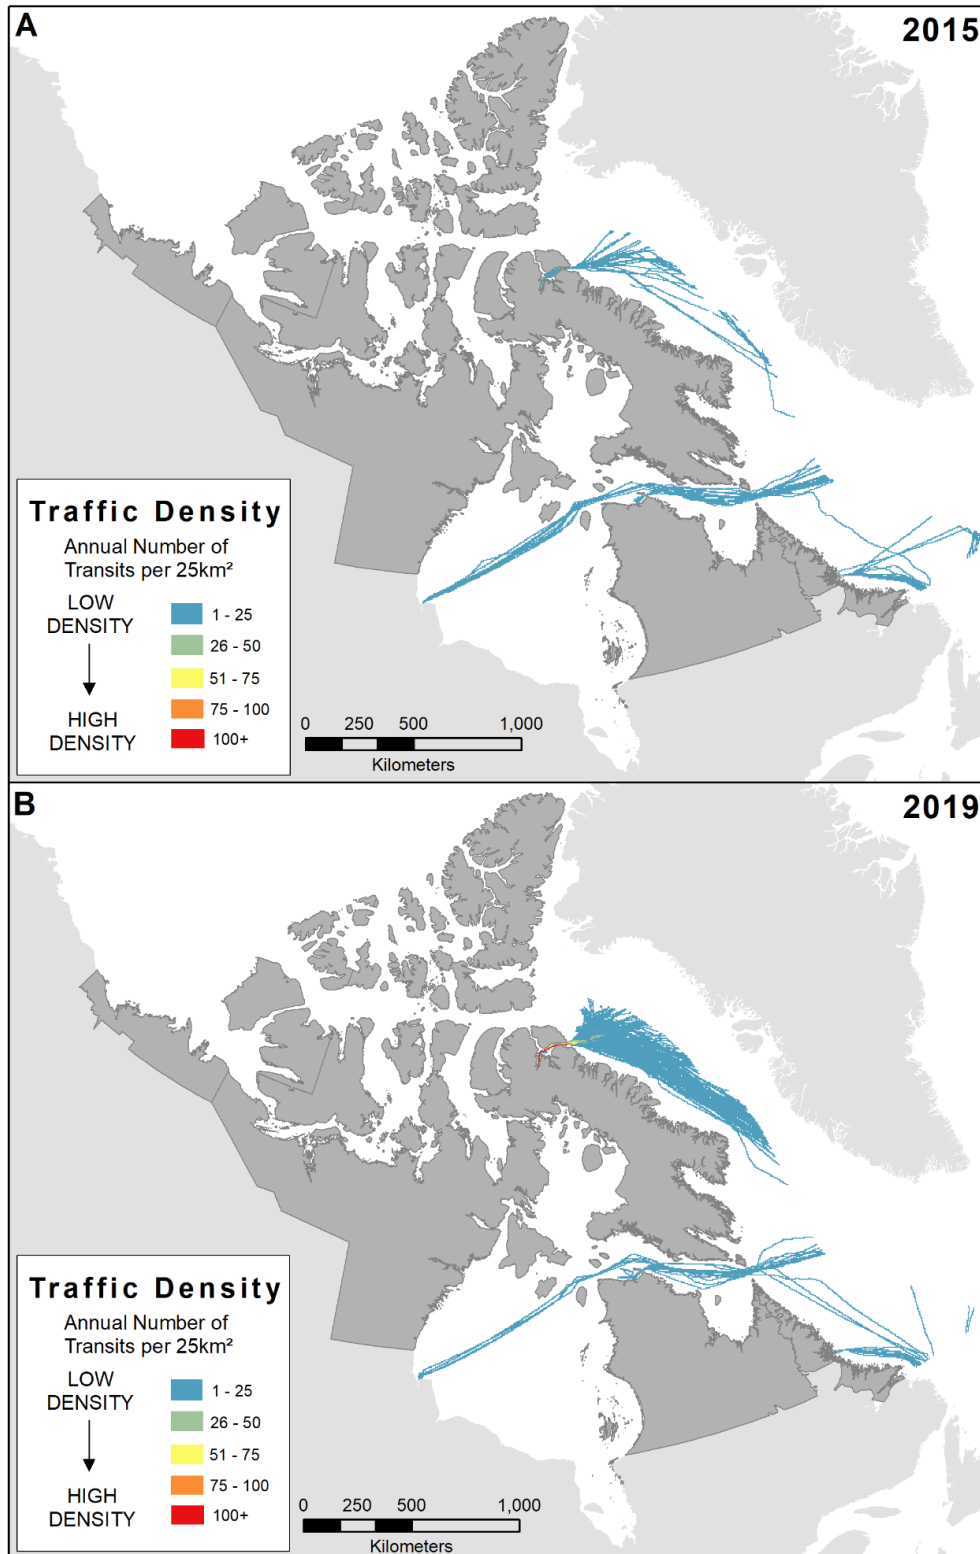 A
2015
Traffic Density
Annual Number of
Transits per 25km²
LOW
DENSITY
HIGH
DENSITY
1 - 25
26 - 50
51 - 75
75 - 100
100+
0 250 500 1,000
Kilometers
B
2019
Traffic Density
Annual Number of
Transits per 25km²
LOW
DENSITY
HIGH
DENSITY
1 - 25
26 - 50
51 - 75
75 - 100
100+
0 250 500 1,000
Kilometers